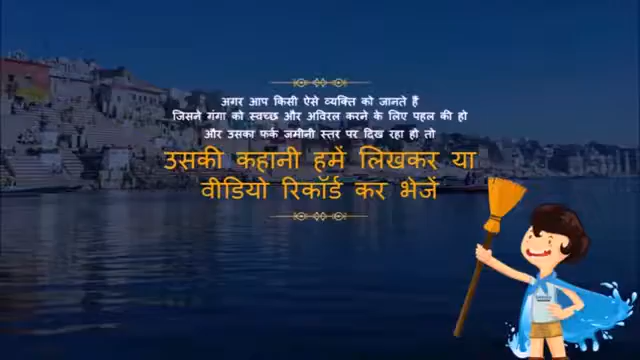 अगर आप किसी ऐसे व्यक्ति को जानते हैं
जिसने गंगा को स्वच्छ और अविरल करने के लिए पहल की हो
और उसका फर्क जमीनी स्तर पर दिख रहा हो तो
उसकी कहानी हमें लिखकर या
वीडियो रिकॉर्ड कर भेजें